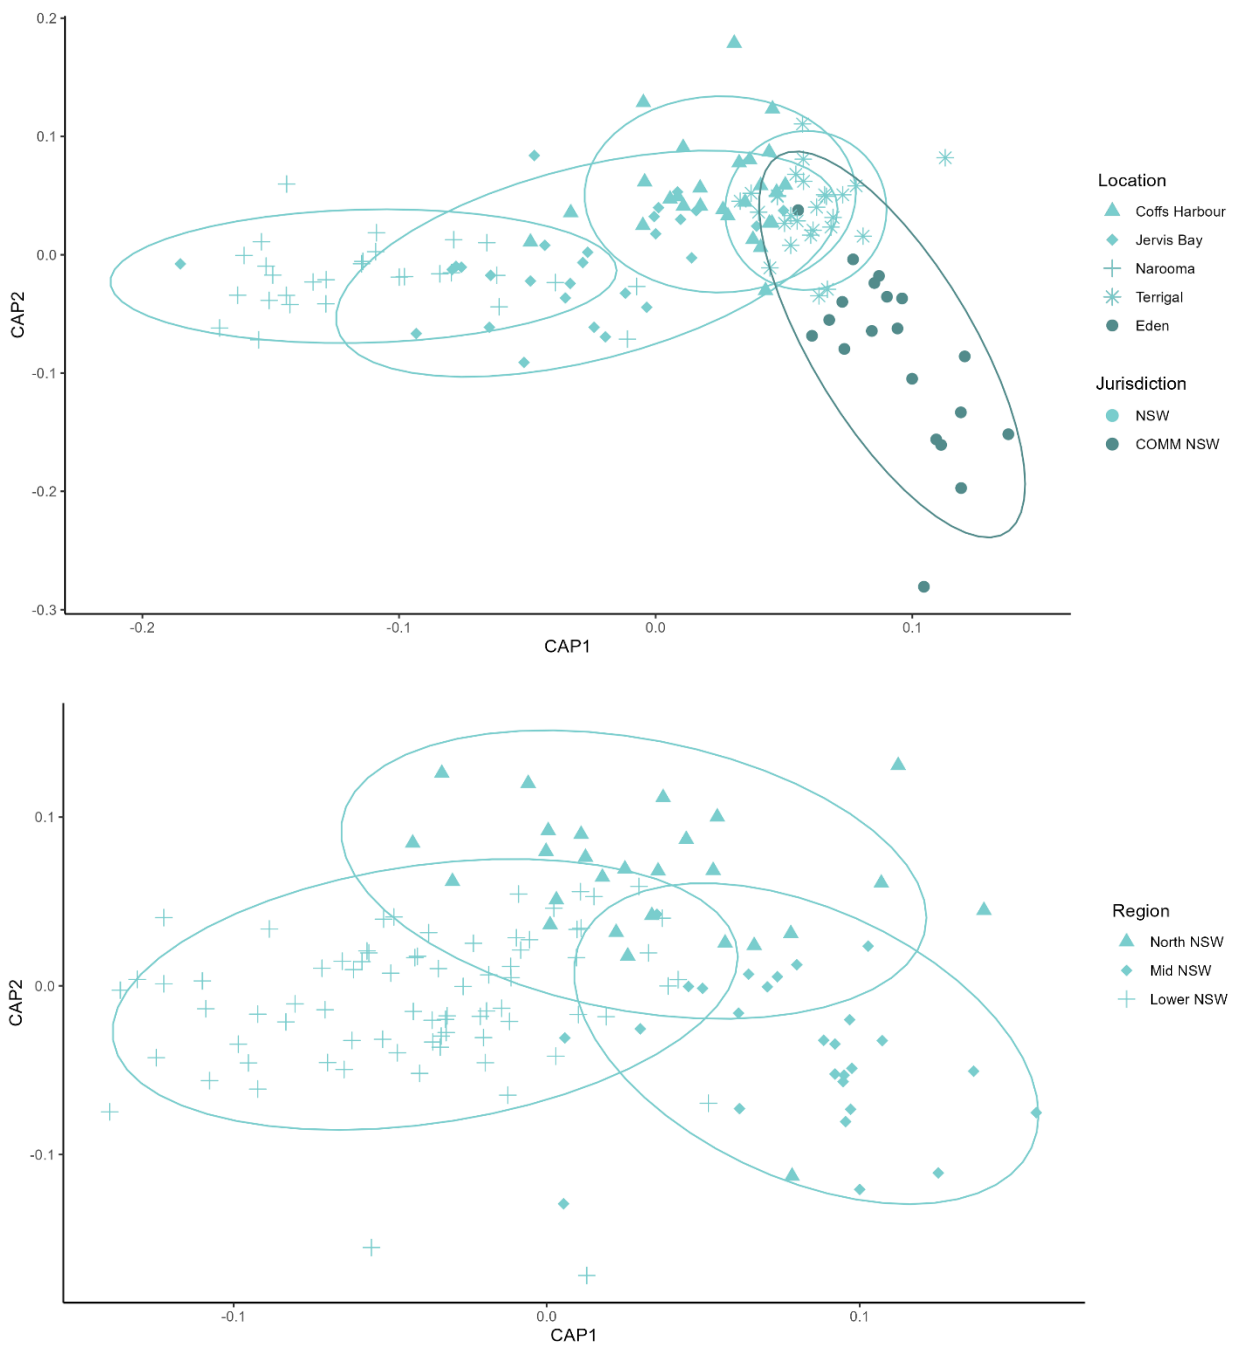 0.2
0.1
0.0
-0.1
-0.2
-0.3
CAP2
-0.2
-0.1
0.0
0.1
CAP1
Location
Coffs Harbour
Jervis Bay
Narooma
Terrigal
Eden
Jurisdiction
NSW
COMM NSW
0.1
0.0
-0.1
CAP2
-0.1
0.0
0.1
CAP1
Region
North NSW
Mid NSW
Lower NSW